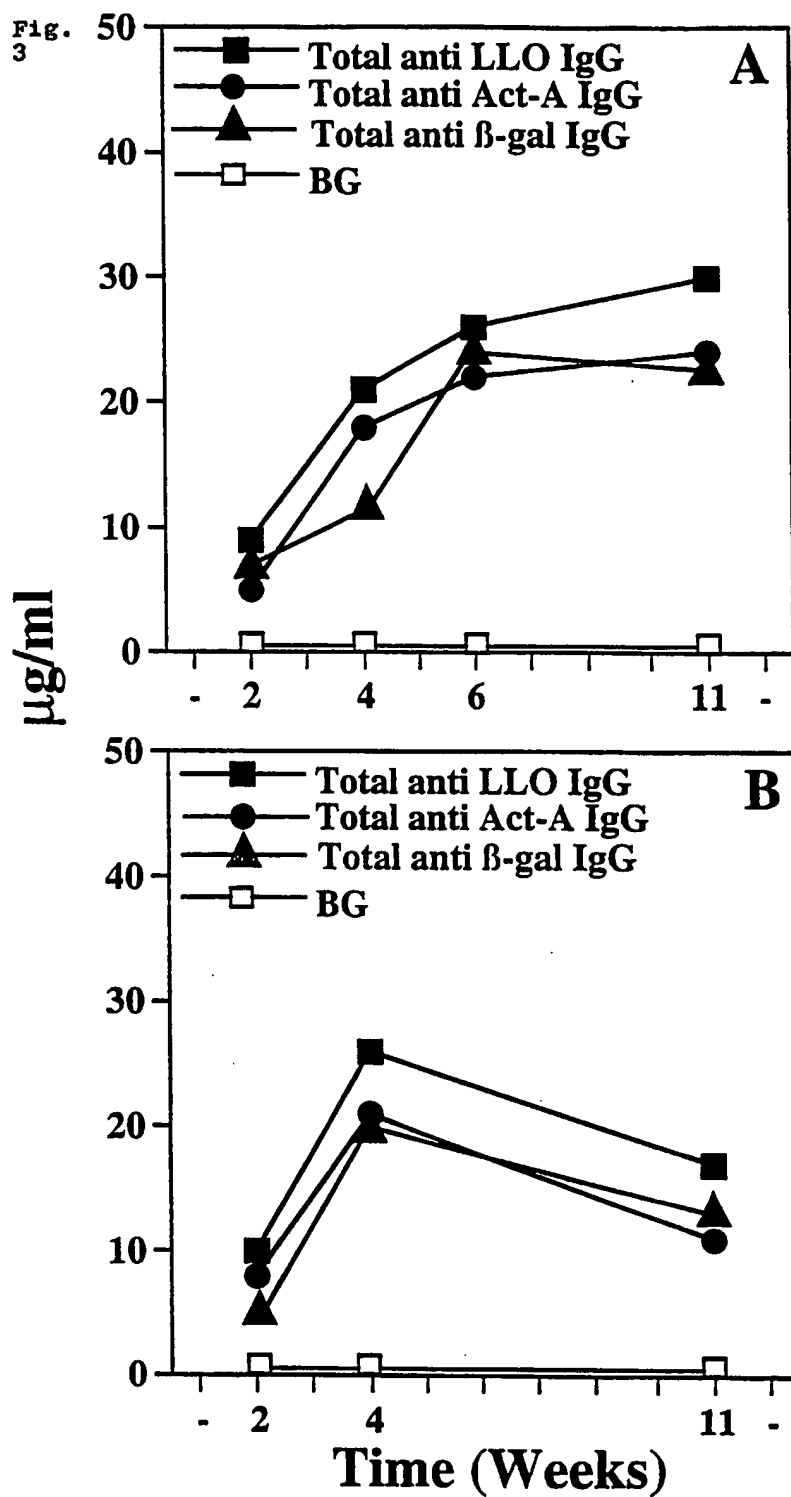 Fig.
3
50
Total anti LLO IgG
A
Total anti Act-A IgG
Total anti ß-gal IgG
40
BG
30
20
10
0
- 2 4 6 11 -
µg/ml
50
Total anti LLO IgG
B
Total anti Act-A IgG
Total anti ß-gal IgG
40
BG
30
20
10
0
- 2 4 11 -
Time (Weeks)